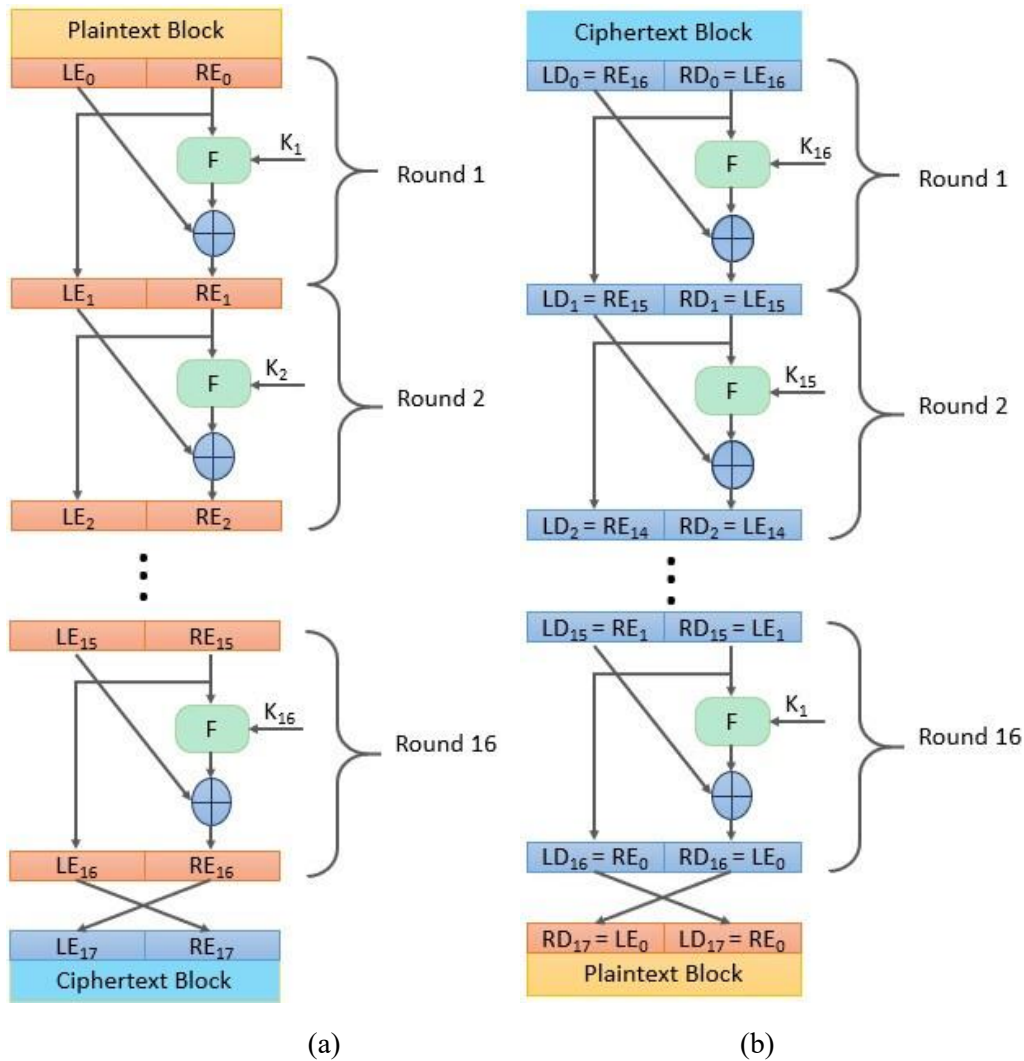 Plaintext Block
LE₀ RE₀
K₁
F
Round 1
LE₁ RE₁
K₂
F
Round 2
LE₂ RE₂
LE₁₅ RE₁₅
K₁₆
F
Round 16
LE₁₆ RE₁₆
LE₁₇ RE₁₇
Ciphertext Block
(a)
Ciphertext Block
LD₀ = RE₁₆ RD₀ = LE₁₆
K₁₆
F
Round 1
LD₁ = RE₁₅ RD₁ = LE₁₅
K₁₅
F
Round 2
LD₂ = RE₁₄ RD₂ = LE₁₄
LD₁₅ = RE₁ RD₁₅ = LE₁
K₁
F
Round 16
LD₁₆ = RE₀ RD₁₆ = LE₀
RD₁₇ = LE₀ LD₁₇ = RE₀
Plaintext Block
(b)